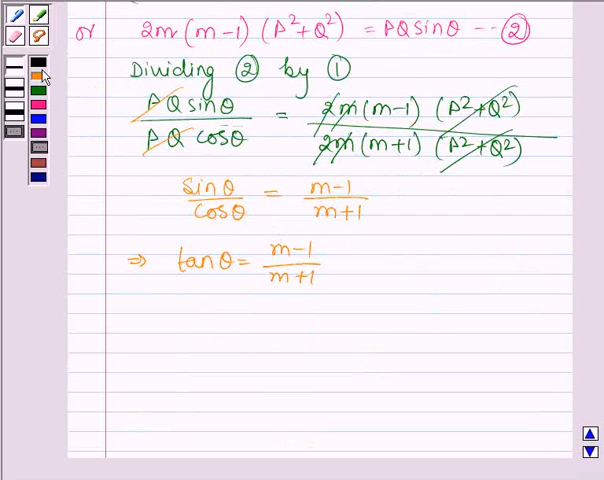 or 2m (m-1) (P²+Q²) = PQ sinθ -- ②
Dividing ② by ①
PQ sinθ / PQ cosθ = 2m(m-1) (P²+Q²) / 2m(m+1) (P²+Q²)
sinθ / cosθ = m-1 / m+1
⇒ tanθ = m-1 / m+1